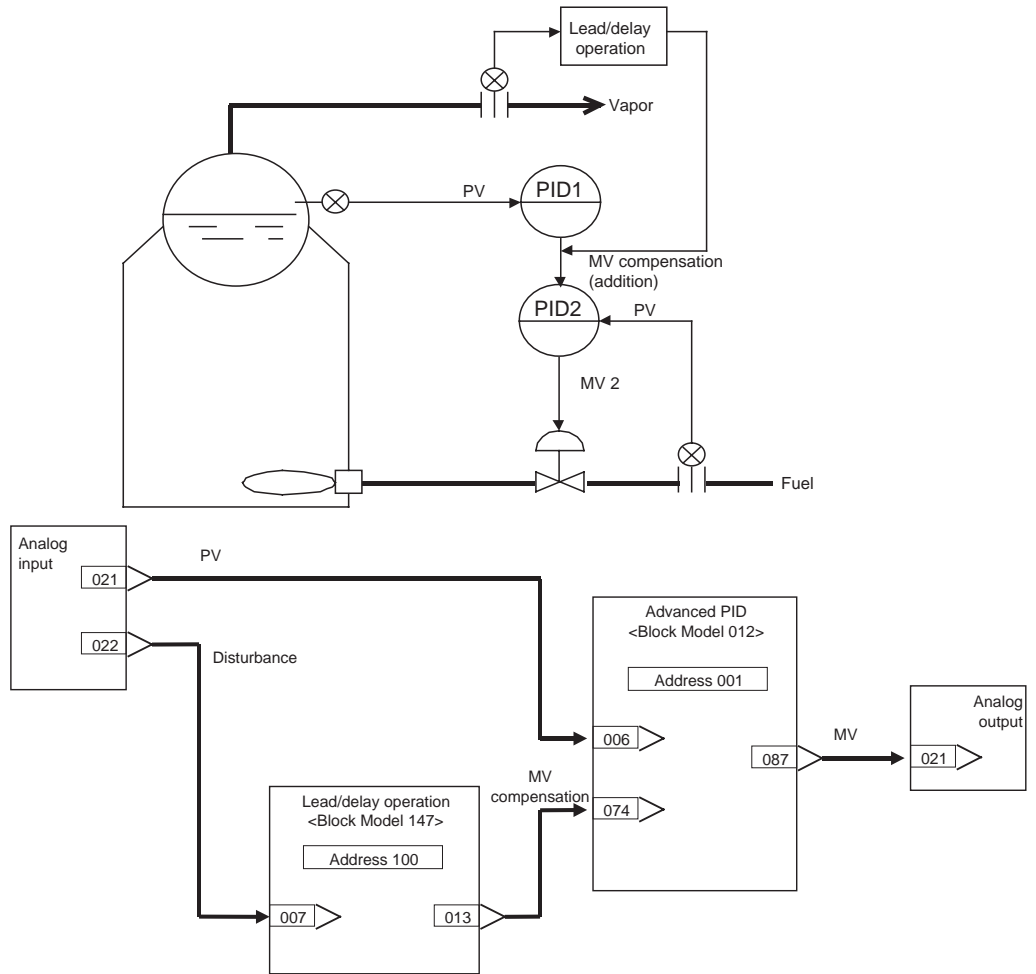 Lead/delay
operation
Vapor
PV
PID1
MV compensation
(addition)
PID2
PV
MV 2
Fuel
Analog
input
021
022
PV
Disturbance
Lead/delay operation
<Block Model 147>
Address 100
007
013
MV
compensation
Advanced PID
<Block Model 012>
Address 001
006
074
087
MV
Analog
output
021